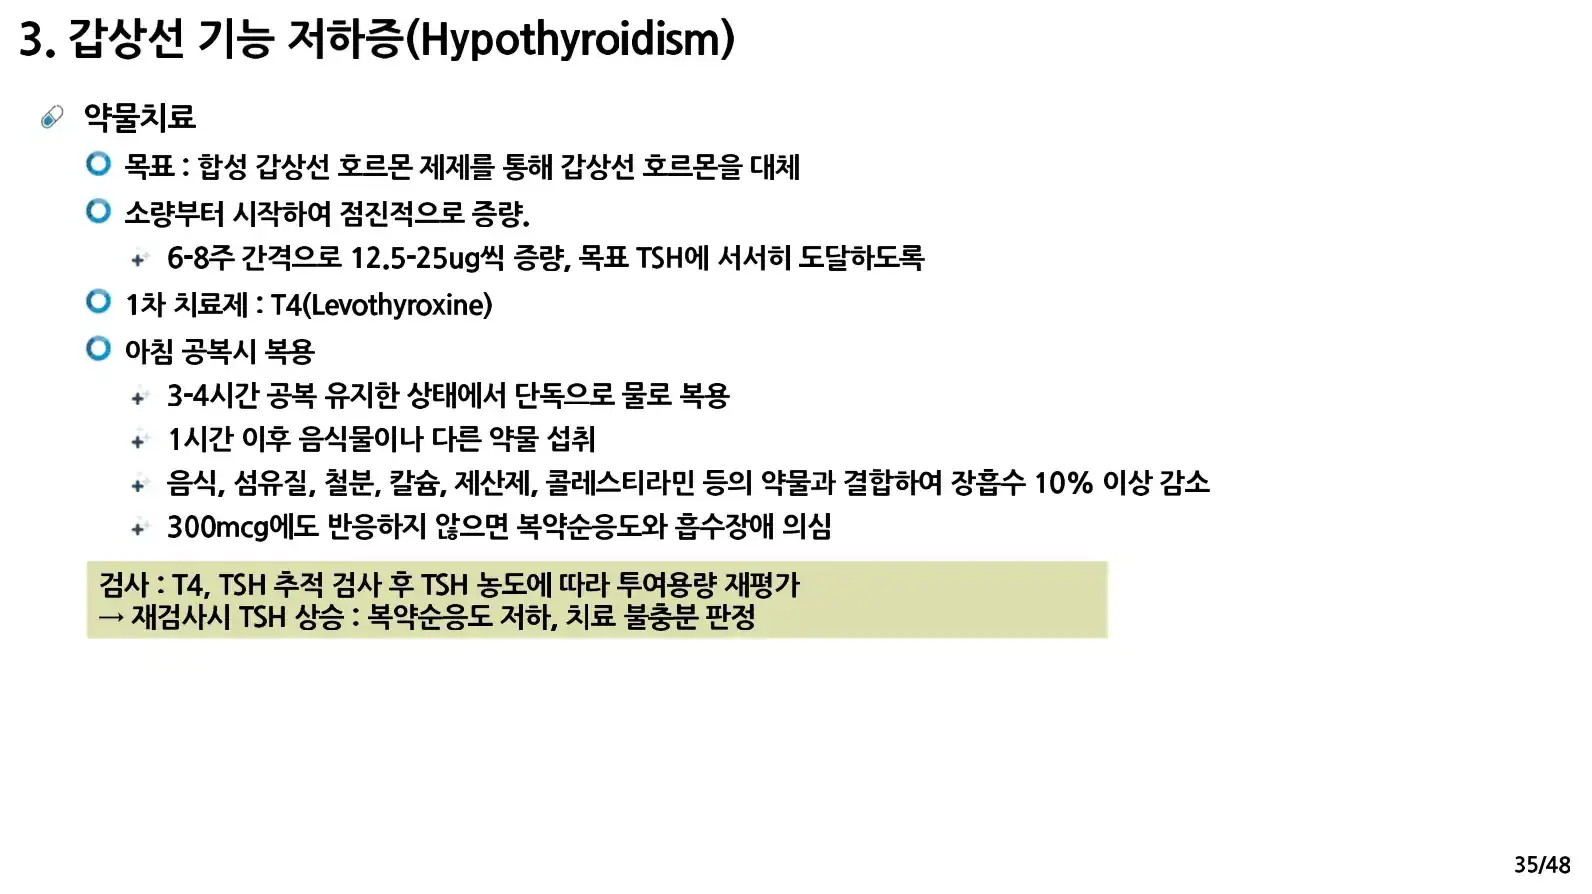 3. 갑상선 기능 저하증(Hypothyroidism)
약물치료
목표 : 합성 갑상선 호르몬 제제를 통해 갑상선 호르몬을 대체
소량부터 시작하여 점진적으로 증량.
6-8주 간격으로 12.5-25ug씩 증량, 목표 TSH에 서서히 도달하도록
1차 치료제 : T4(Levothyroxine)
아침 공복시 복용
3-4시간 공복 유지한 상태에서 단독으로 물로 복용
1시간 이후 음식물이나 다른 약물 섭취
음식, 섬유질, 철분, 칼슘, 제산제, 콜레스티라민 등의 약물과 결합하여 장흡수 10% 이상 감소
300mcg에도 반응하지 않으면 복약순응도와 흡수장애 의심
검사 : T4, TSH 추적 검사 후 TSH 농도에 따라 투여용량 재평가
→ 재검사시 TSH 상승 : 복약순응도 저하, 치료 불충분 판정
35/48